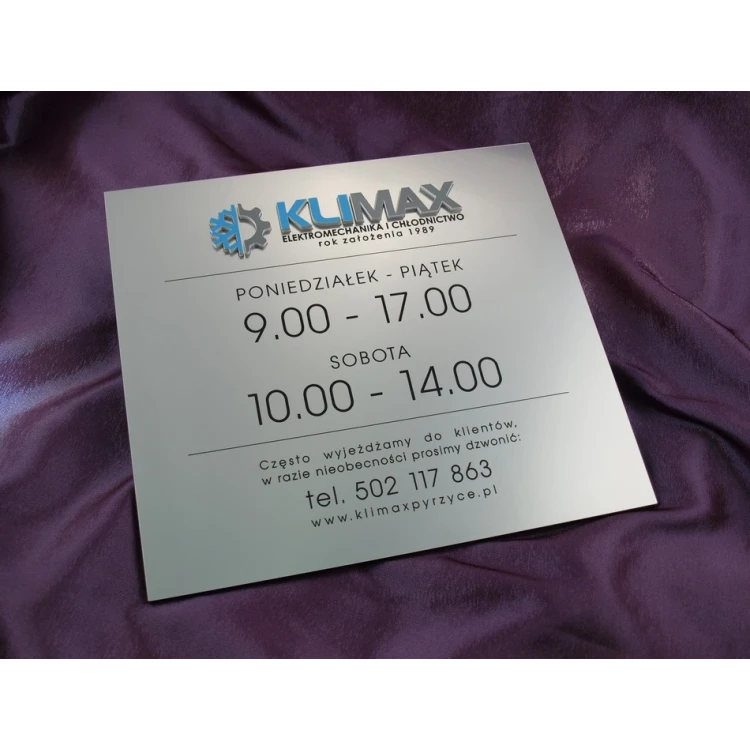 KLIMAX
ELEKTROMECHANIKA I CHŁODNICTWO
rok założenia 1989
PONIEDZIAŁEK - PIĄTEK
9.00 - 17.00
SOBOTA
10.00 - 14.00
Często wyjeżdżamy do klientów,
w razie nieobecności prosimy dzwonić:
tel. 502 117 863
www.klimaxpyrzyce.pl